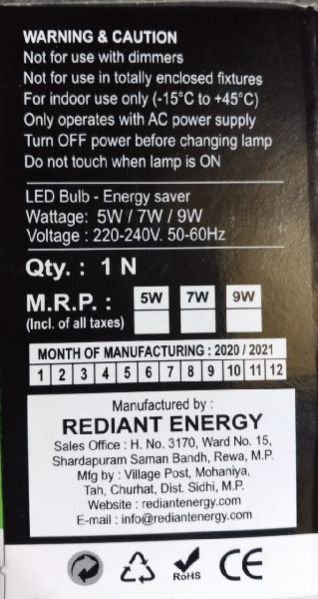 WARNING & CAUTION
Not for use with dimmers
Not for use in totally enclosed fixtures
For indoor use only (-15°C to +45°C)
Only operates with AC power supply
Turn OFF power before changing lamp
Do not touch when lamp is ON
LED Bulb - Energy saver
Wattage: 5W / 7W / 9W
Voltage : 220-240V. 50-60Hz
Qty. : 1 N
M.R.P. : 5W 7W 9W
(Incl. of all taxes)
MONTH OF MANUFACTURING : 2020 / 2021
1 2 3 4 5 6 7 8 9 10 11 12
Manufactured by :
REDIANT ENERGY
Sales Office : H. No. 3170, Ward No. 15,
Shardapuram Saman Bandh, Rewa, M.P.
Mfg by : Village Post, Mohaniya,
Tah, Churhat, Dist. Sidhi, M.P.
Website : rediantenergy.com
E-mail : info@rediantenergy.com
RoHS CE